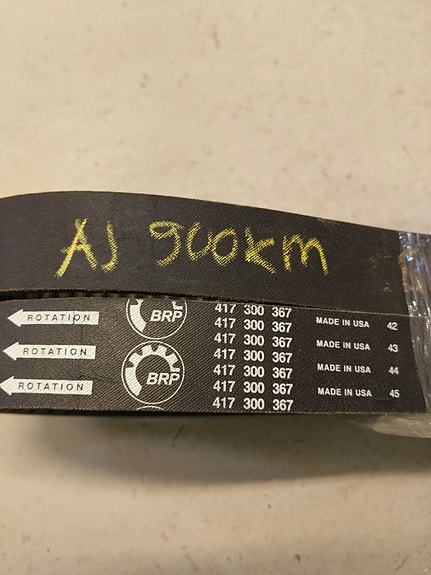 AJ 900km
417 300 367
ROTATION BRP 417 300 367 MADE IN USA 42
417 300 367
ROTATION 417 300 367 MADE IN USA 43
BRP 417 300 367 MADE IN USA 44
ROTATION 417 300 367 MADE IN USA 45
417 300 367